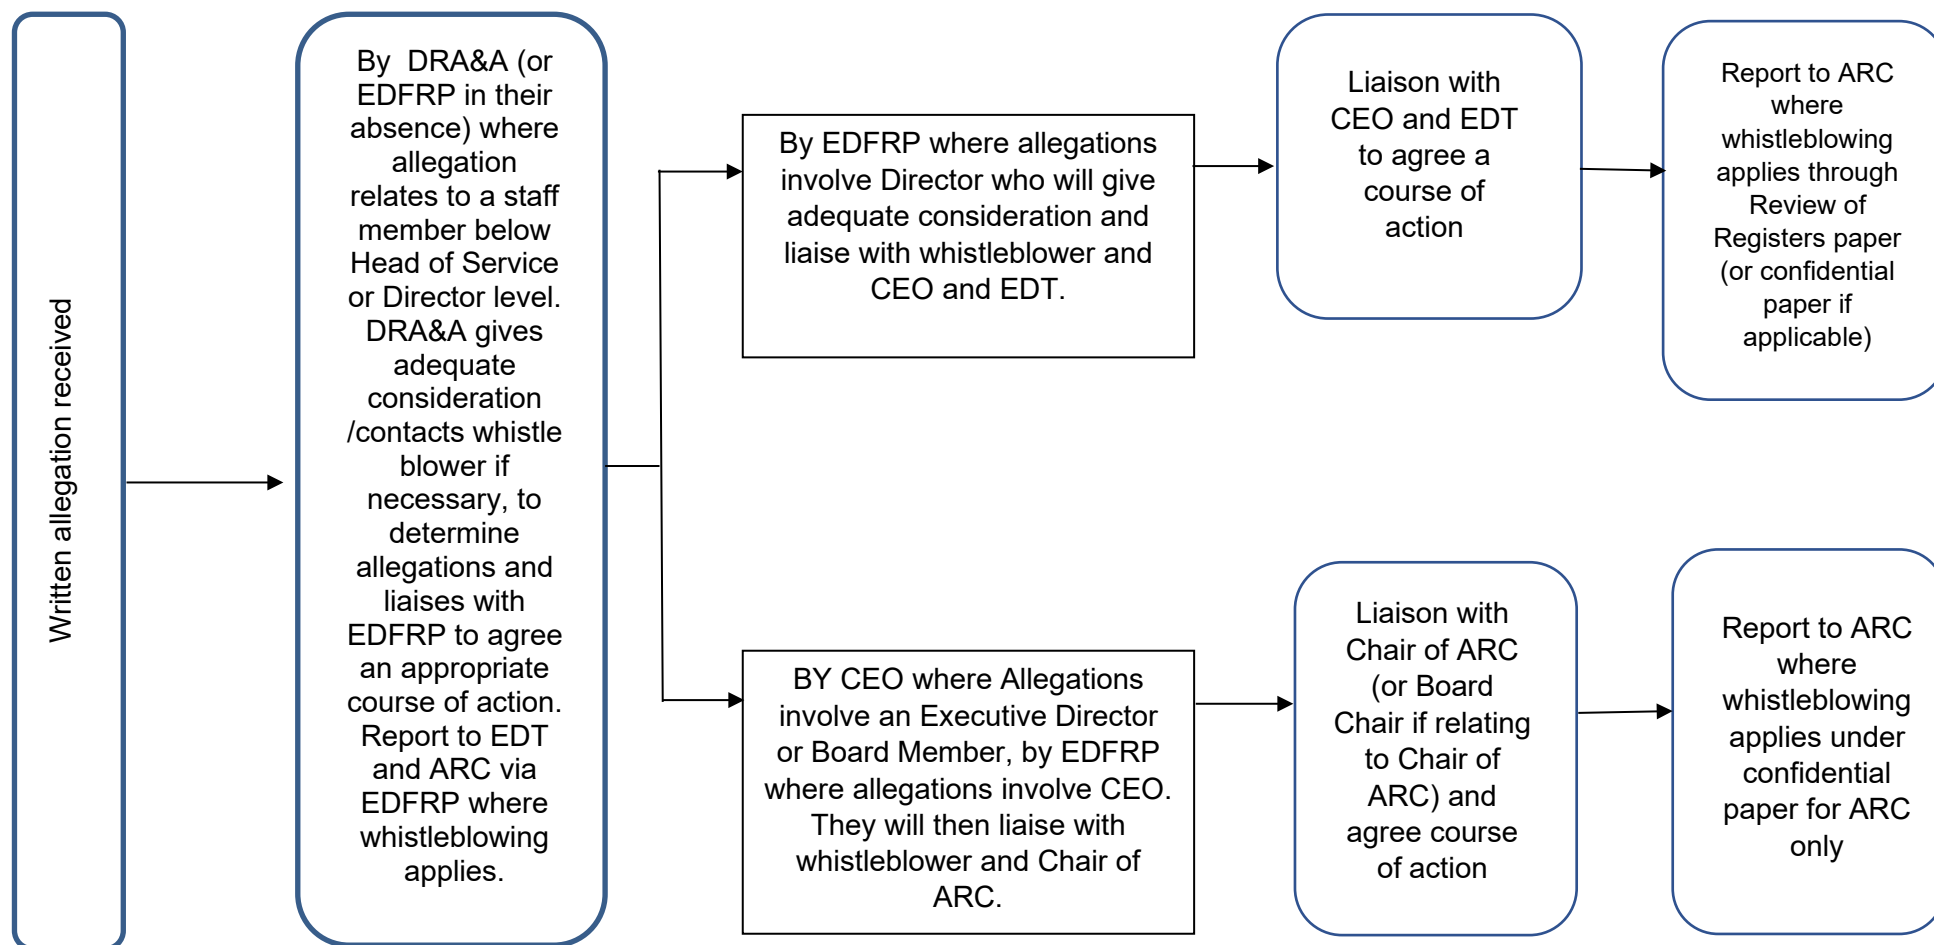 Written allegation received
By DRA&A (or
EDFRP in their
absence) where
allegation
relates to a staff
member below
Head of Service
or Director level.
DRA&A gives
adequate
consideration
/contacts whistle
blower if
necessary, to
determine
allegations and
liaises with
EDFRP to agree
an appropriate
course of action.
Report to EDT
and ARC via
EDFRP where
whistleblowing
applies.
By EDFRP where allegations
involve Director who will give
adequate consideration and
liaise with whistleblower and
CEO and EDT.
Liaison with
CEO and EDT
to agree a
course of
action
Report to ARC
where
whistleblowing
applies through
Review of
Registers paper
(or confidential
paper if
applicable)
BY CEO where Allegations
involve an Executive Director
or Board Member, by EDFRP
where allegations involve CEO.
They will then liaise with
whistleblower and Chair of
ARC.
Liaison with
Chair of ARC
(or Board
Chair if relating
to Chair of
ARC) and
agree course
of action
Report to ARC
where
whistleblowing
applies under
confidential
paper for ARC
only